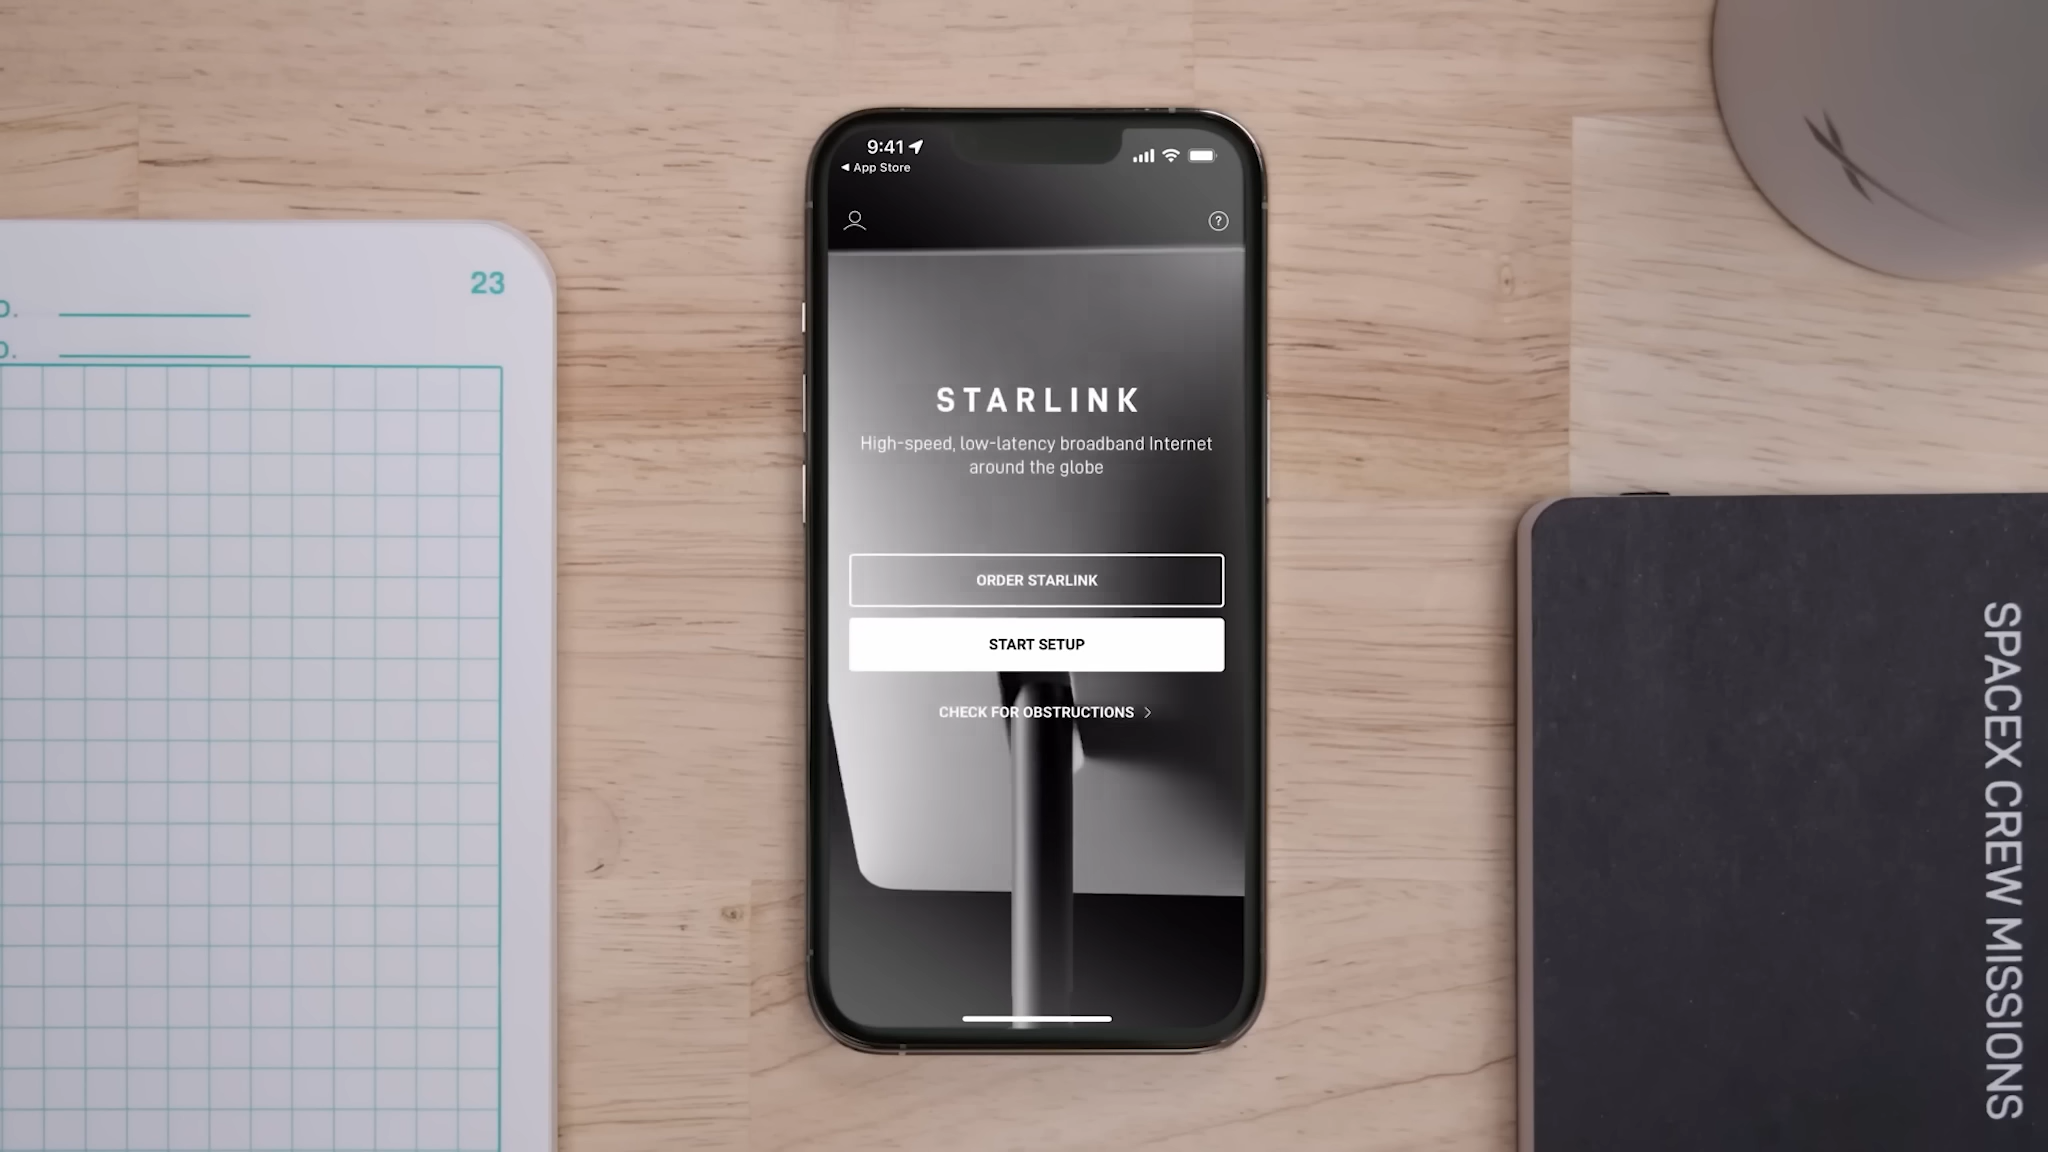 9:41
◀ App Store
STARLINK
High-speed, low-latency broadband Internet
around the globe
ORDER STARLINK
START SETUP
CHECK FOR OBSTRUCTIONS >
23
SPACEX CREW MISSIONS